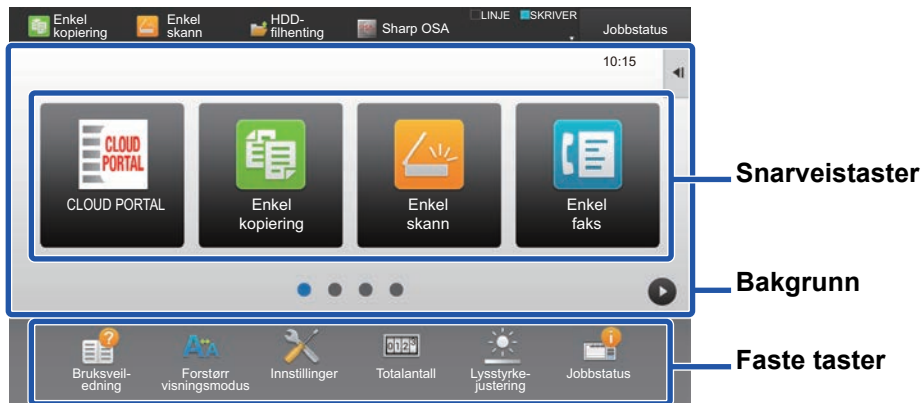 Enkel kopiering
Enkel skann
HDD-filhenting
Sharp OSA
LINJE
SKRIVER
Jobbstatus
10:15
CLOUD PORTAL
CLOUD PORTAL
Enkel
kopiering
Enkel
skann
Enkel
faks
Snarveistaster
Bakgrunn
Bruksveil-
edning
Forstørr
visningsmodus
Innstillinger
Totalantall
Lysstyrke-
justering
Jobbstatus
Faste taster